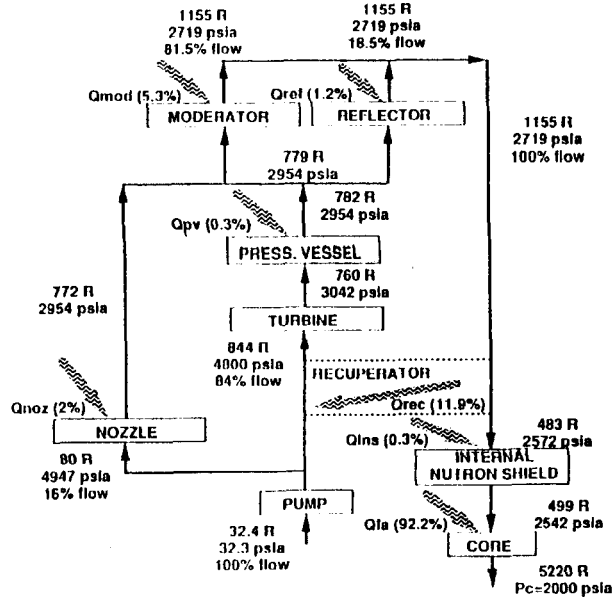 1155 R
2719 psia
81.5% flow
1155 R
2719 psia
18.5% flow
Qmod (5.3%)
MODERATOR
Qref (1.2%)
REFLECTOR
1155 R
2719 psia
100% flow
779 R
2954 psia
782 R
2954 psia
Qpv (0.3%)
PRESS. VESSEL
760 R
3042 psia
772 R
2954 psia
TURBINE
844 R
4800 psia
84% flow
RECUPERATOR
Qrec (11.9%)
Qnoz (2%)
NOZZLE
80 R
4947 psia
16% flow
Qins (0.3%)
483 R
2572 psia
INTERNAL
NUTRON SHIELD
PUMP
32.4 R
32.3 psia
100% flow
Qfa (92.2%)
499 R
2542 psia
CORE
5220 R
Pc=2000 psia